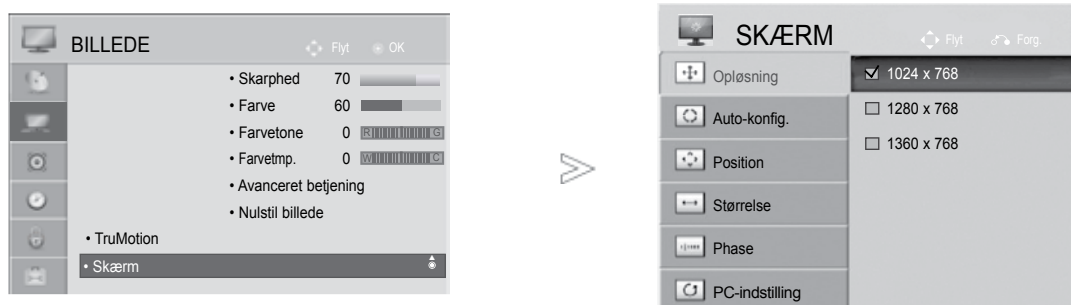 BILLEDE
Flyt OK
• Skarphed 70
• Farve 60
• Farvetone 0 R G
• Farvetmp. 0 W C
• Avanceret betjening
• Nulstil billede
• TruMotion
• Skærm
SKÆRM
Flyt Forg.
Opløsning
Auto-konfig.
Position
Størrelse
Phase
PC-indstilling
1024 x 768
1280 x 768
1360 x 768